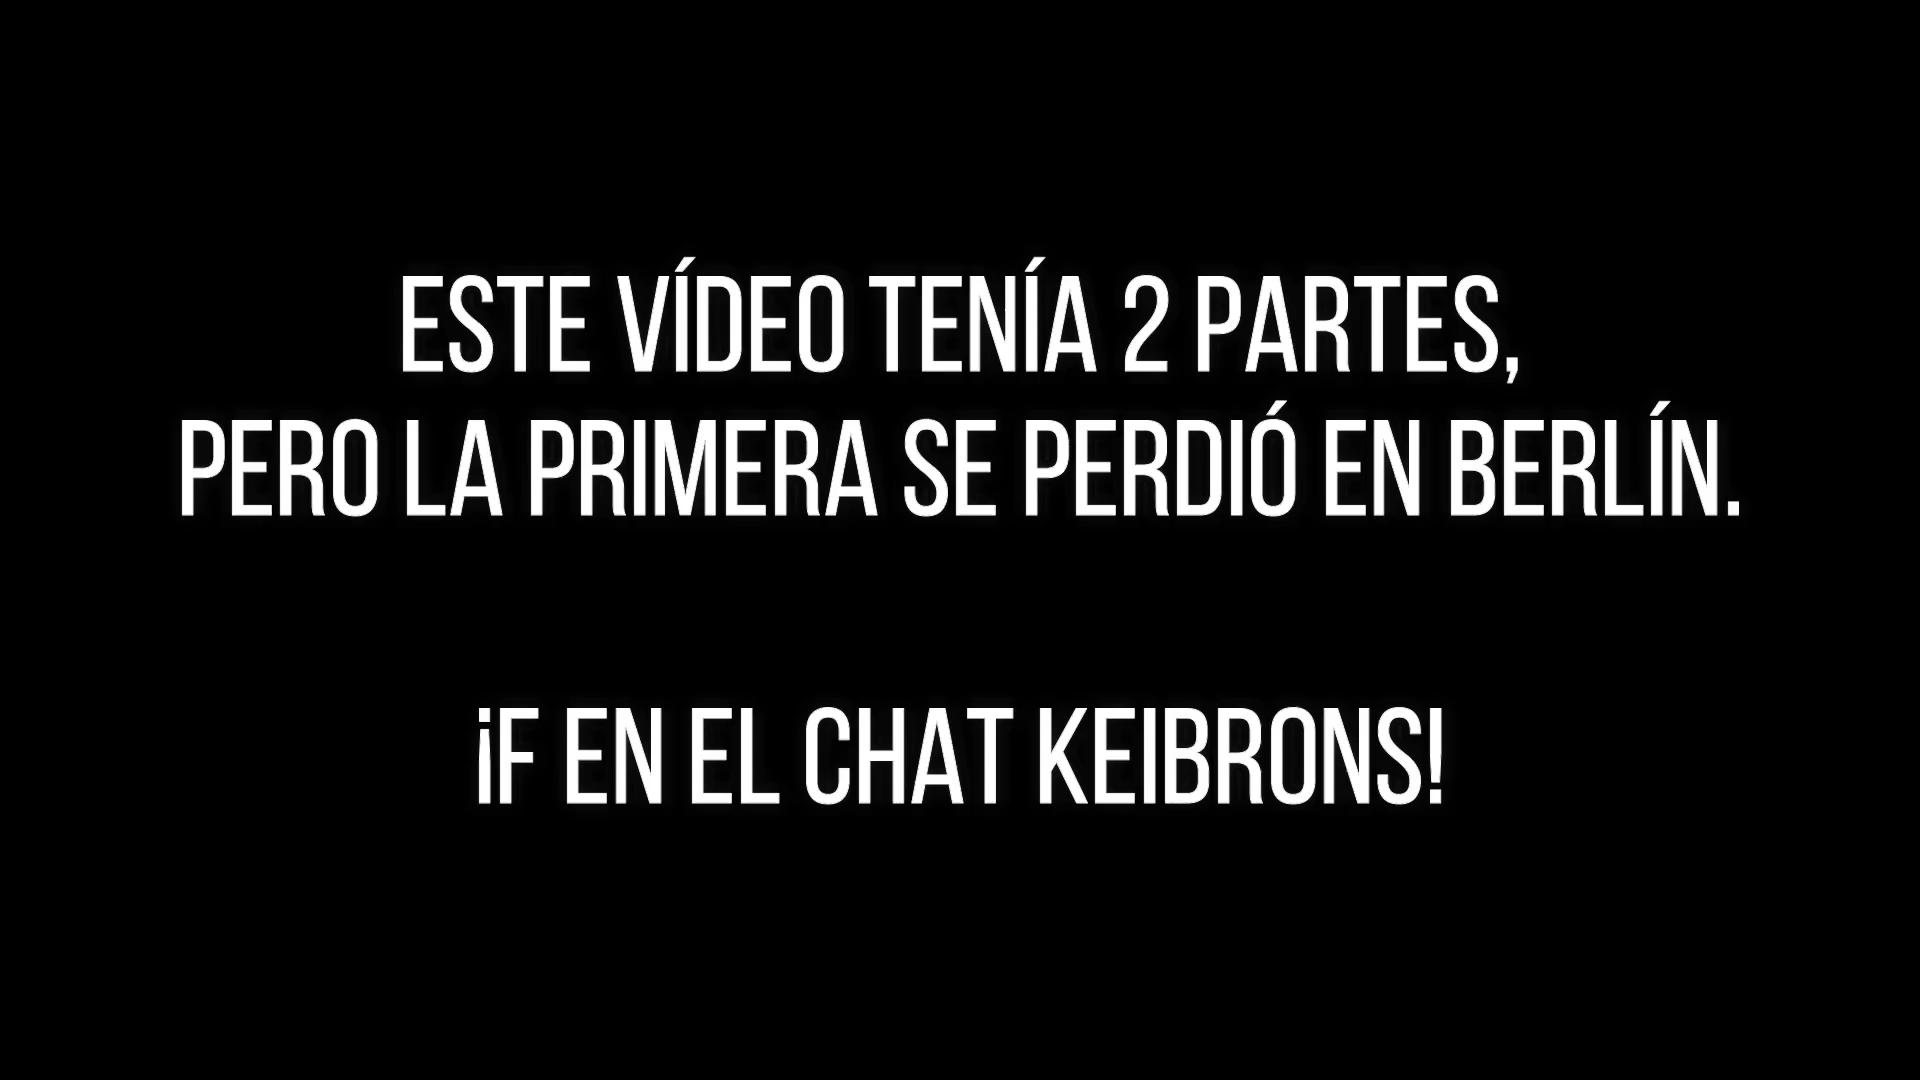 ESTE VÍDEO TENÍA 2 PARTES,
PERO LA PRIMERA SE PERDIÓ EN BERLÍN.
¡F EN EL CHAT KEIBRONS!